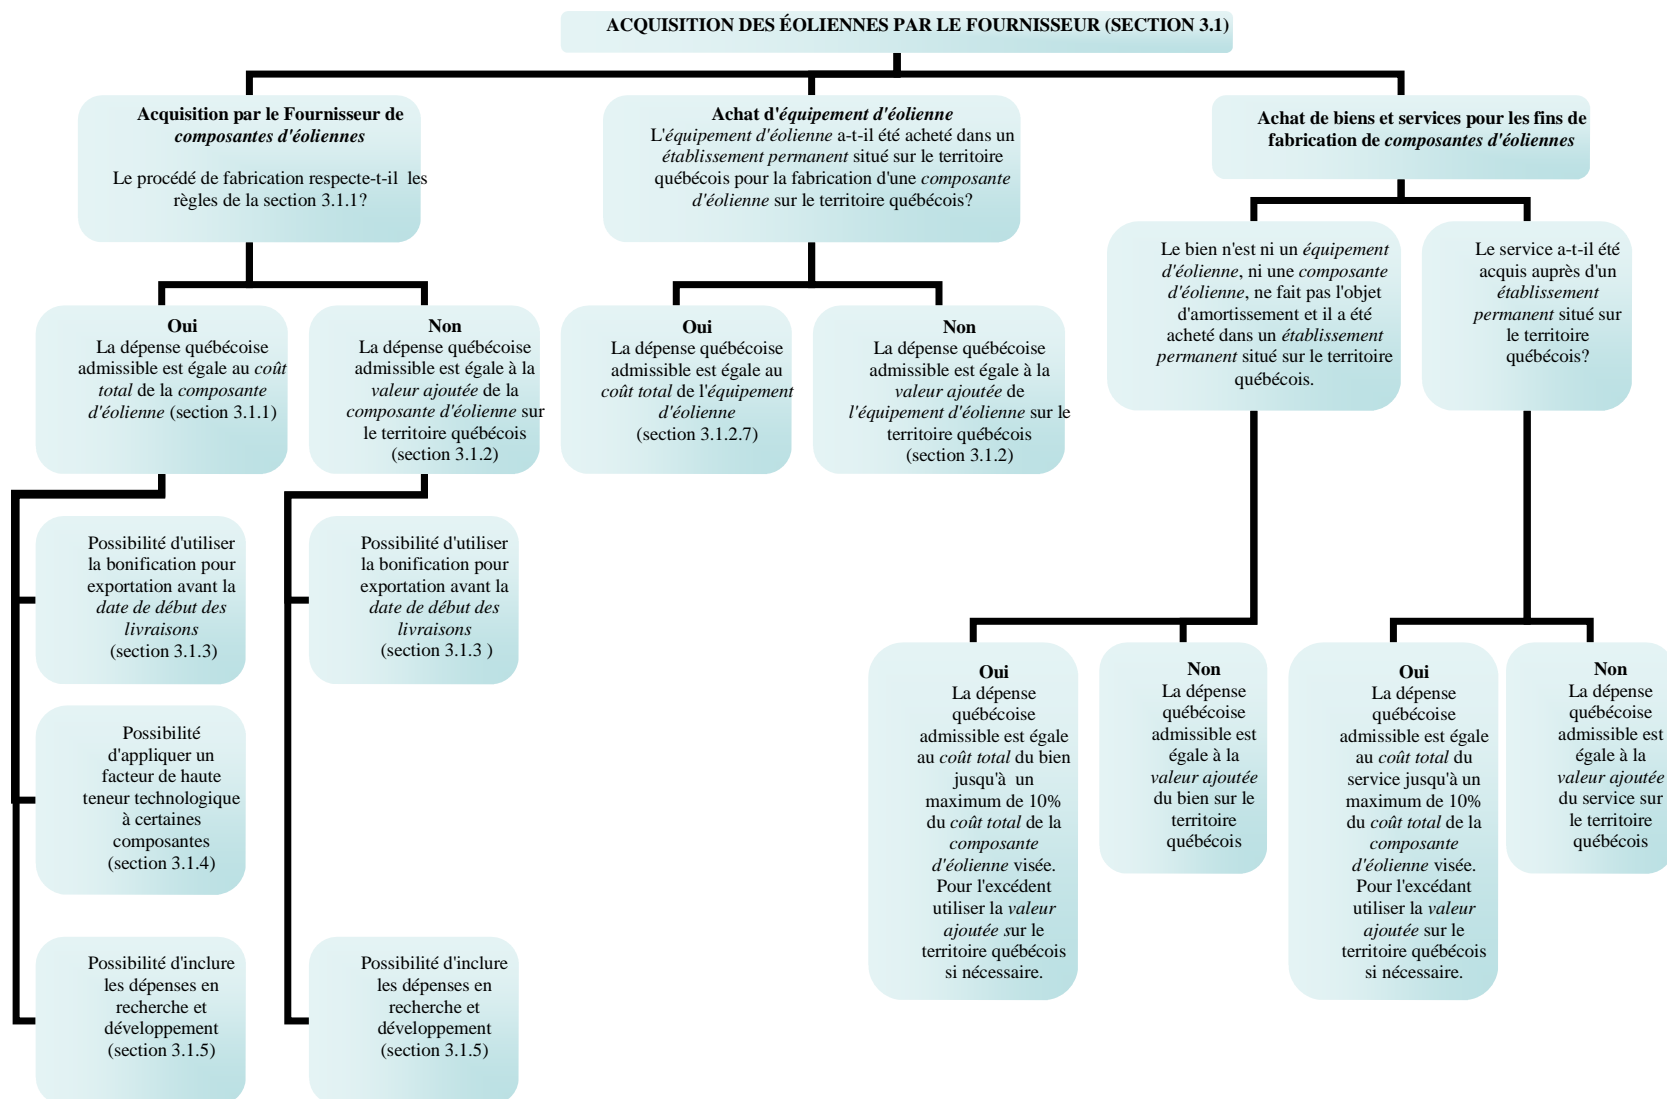 ACQUISITION DES ÉOLIENNES PAR LE FOURNISSEUR (SECTION 3.1)
Acquisition par le Fournisseur de
composantes d'éoliennes
Le procédé de fabrication respecte-t-il les
règles de la section 3.1.1?
Achat d'équipement d'éolienne
L'équipement d'éolienne a-t-il été acheté dans un
établissement permanent situé sur le territoire
québécois pour la fabrication d'une composante
d'éolienne sur le territoire québécois?
Achat de biens et services pour les fins de
fabrication de composantes d'éoliennes
Le bien n'est ni un équipement
d'éolienne, ni une composante
d'éolienne, ne fait pas l'objet
d'amortissement et il a été
acheté dans un établissement
permanent situé sur le territoire
québécois.
Le service a-t-il été
acquis auprès d'un
établissement
permanent situé sur
le territoire
québécois?
Oui
La dépense québécoise
admissible est égale au coût
total de la composante
d'éolienne (section 3.1.1)
Non
La dépense québécoise
admissible est égale à la
valeur ajoutée de la
composante d'éolienne sur
le territoire québécois
(section 3.1.2)
Oui
La dépense québécoise
admissible est égale au
coût total de l'équipement
d'éolienne
(section 3.1.2.7)
Non
La dépense québécoise
admissible est égale à la
valeur ajoutée de
l'équipement d'éolienne sur le
territoire québécois
(section 3.1.2)
Possibilité d'utiliser
la bonification pour
exportation avant la
date de début des
livraisons
(section 3.1.3)
Possibilité d'utiliser
la bonification pour
exportation avant la
date de début des
livraisons
(section 3.1.3 )
Possibilité
d'appliquer un
facteur de haute
teneur technologique
à certaines
composantes
(section 3.1.4)
Possibilité d'inclure
les dépenses en
recherche et
développement
(section 3.1.5)
Possibilité d'inclure
les dépenses en
recherche et
développement
(section 3.1.5)
Oui
La dépense
québécoise
admissible est égale
au coût total du bien
jusqu'à un
maximum de 10%
du coût total de la
composante
d'éolienne visée.
Pour l'excédent
utiliser la valeur
ajoutée sur le
territoire québécois
si nécessaire.
Non
La dépense
québécoise
admissible est
égale à la
valeur ajoutée
du bien sur le
territoire
québécois
Oui
La dépense
québécoise
admissible est égale
au coût total du
service jusqu'à un
maximum de 10%
du coût total de la
composante
d'éolienne visée.
Pour l'excédant
utiliser la valeur
ajoutée sur le
territoire québécois
si nécessaire.
Non
La dépense
québécoise
admissible est
égale à la
valeur ajoutée
du service sur
le territoire
québécois